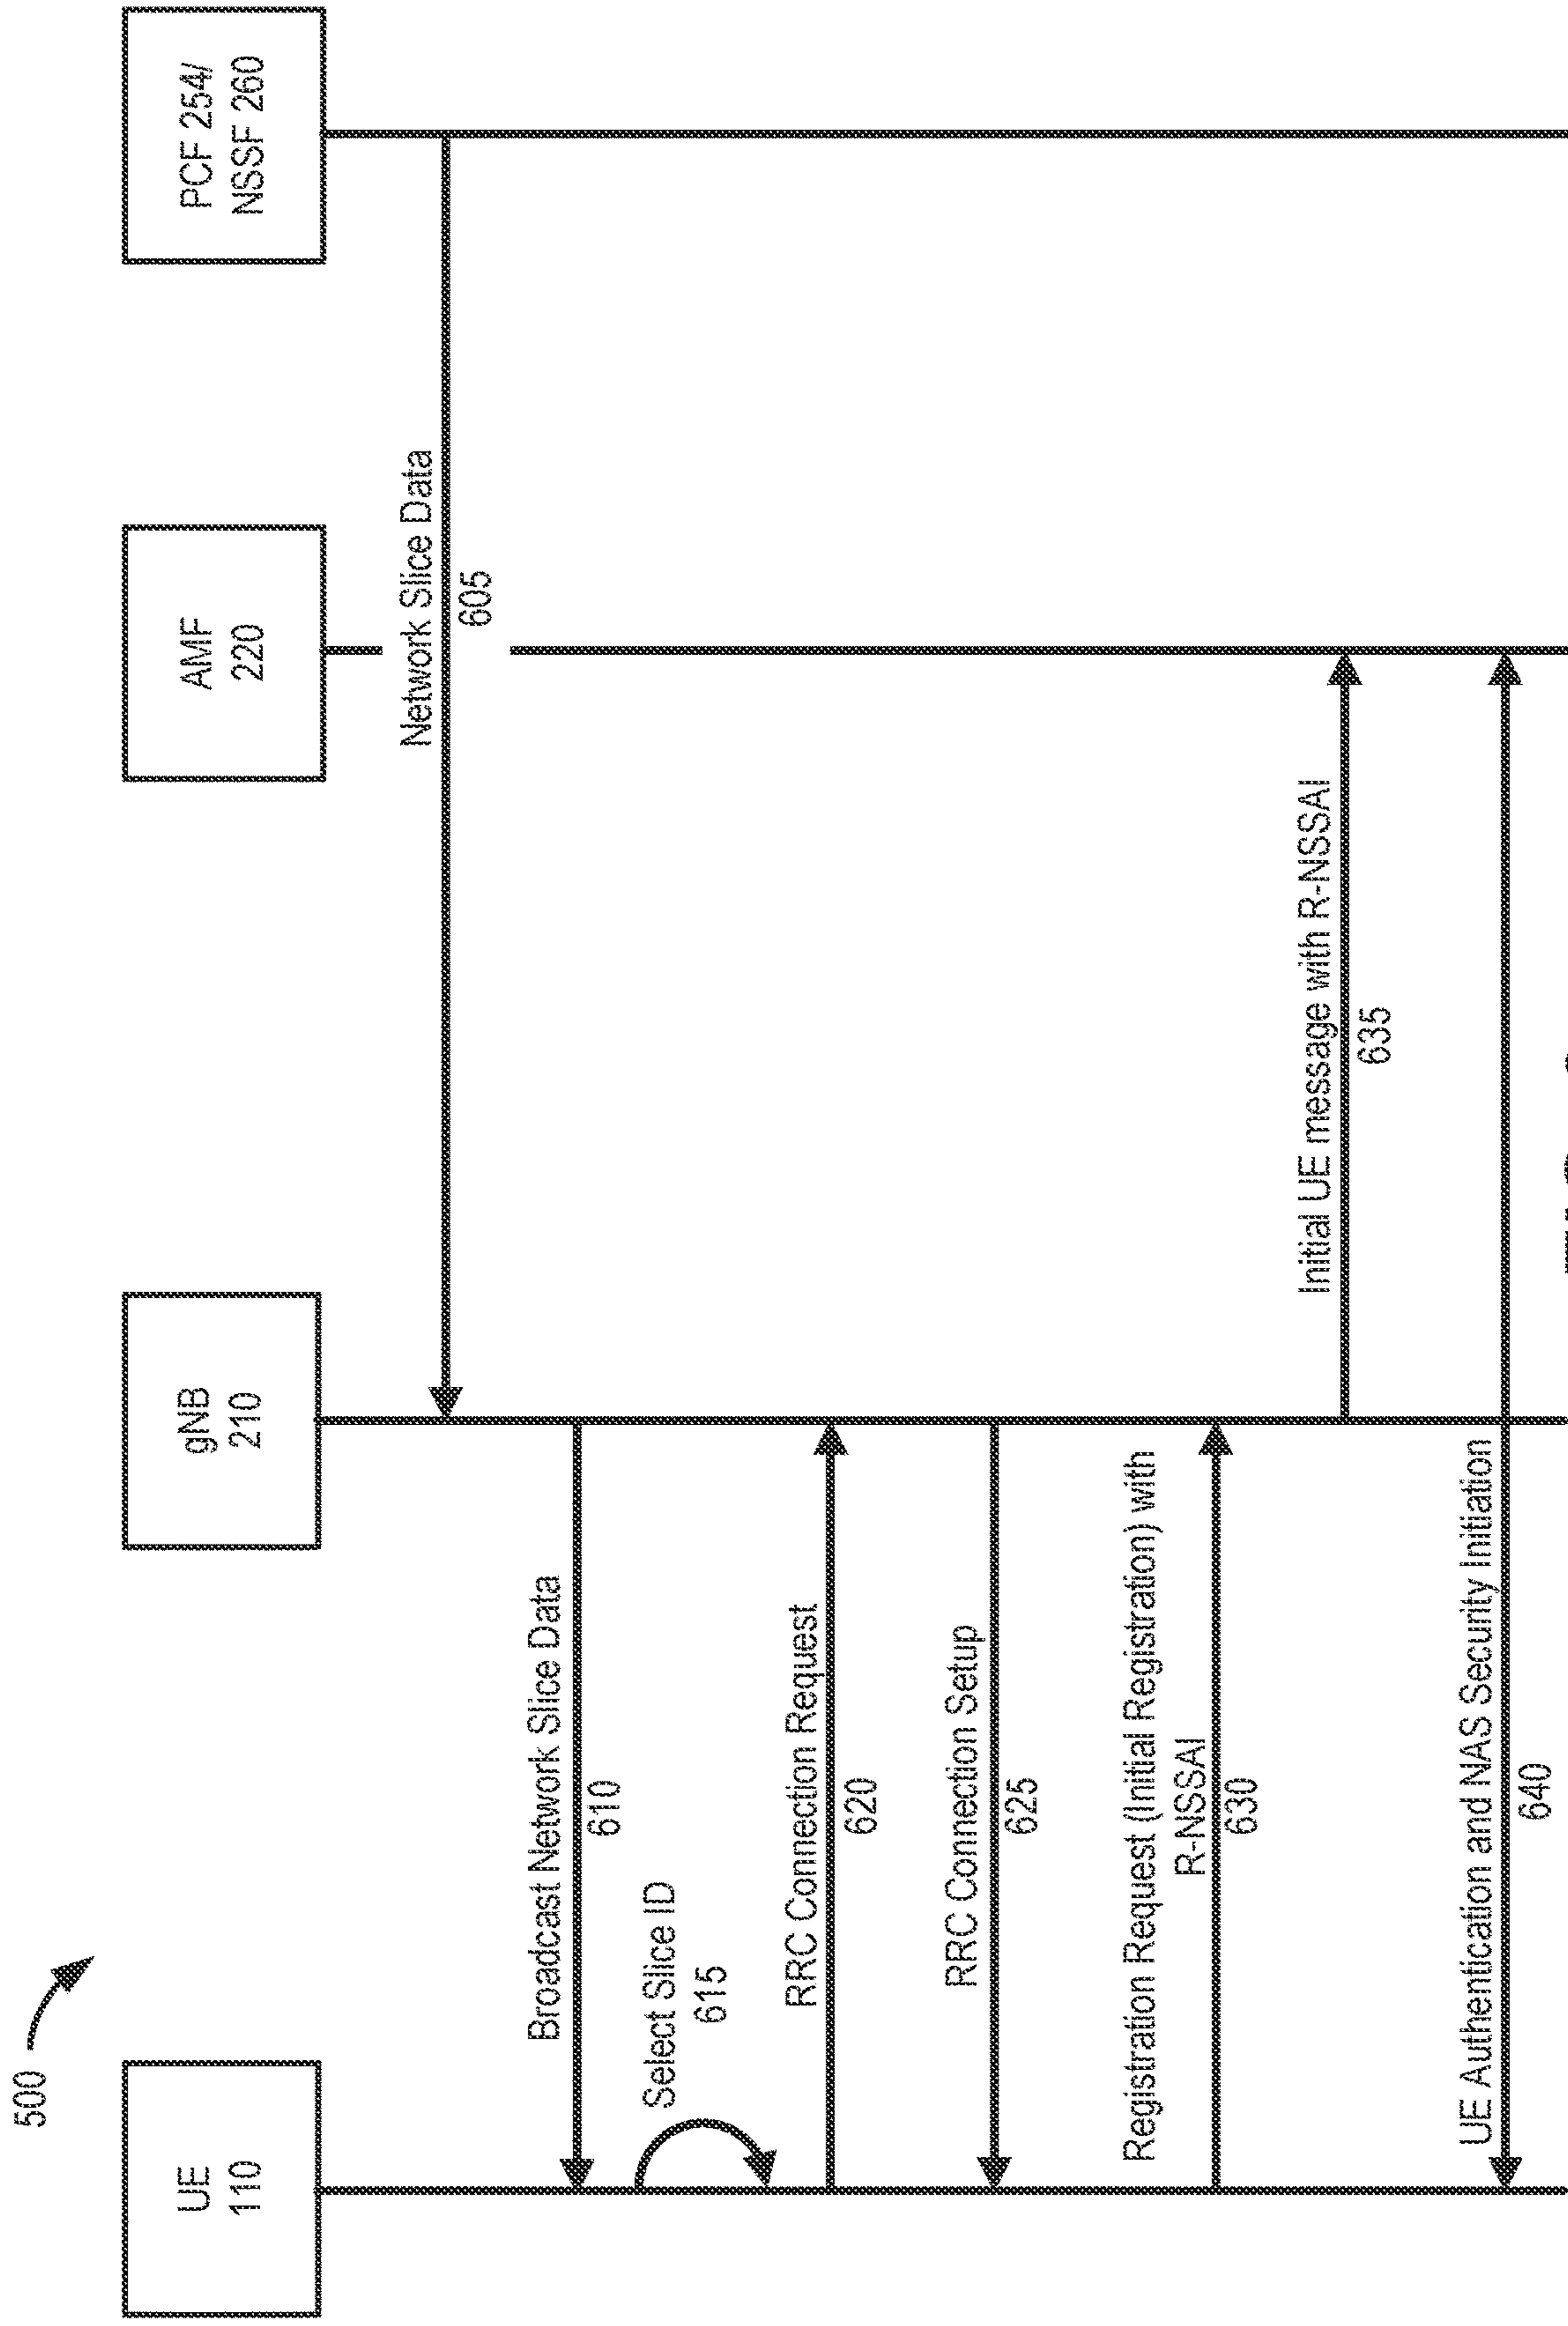 500
UE
110
gNB
210
AMF
220
PCF 254/
NSSF 260
Network Slice Data
605
Broadcast Network Slice Data
610
Select Slice ID
615
RRC Connection Request
620
RRC Connection Setup
625
Registration Request (Initial Registration) with
R-NSSAI
630
Initial UE message with R-NSSAI
635
UE Authentication and NAS Security Initiation
640